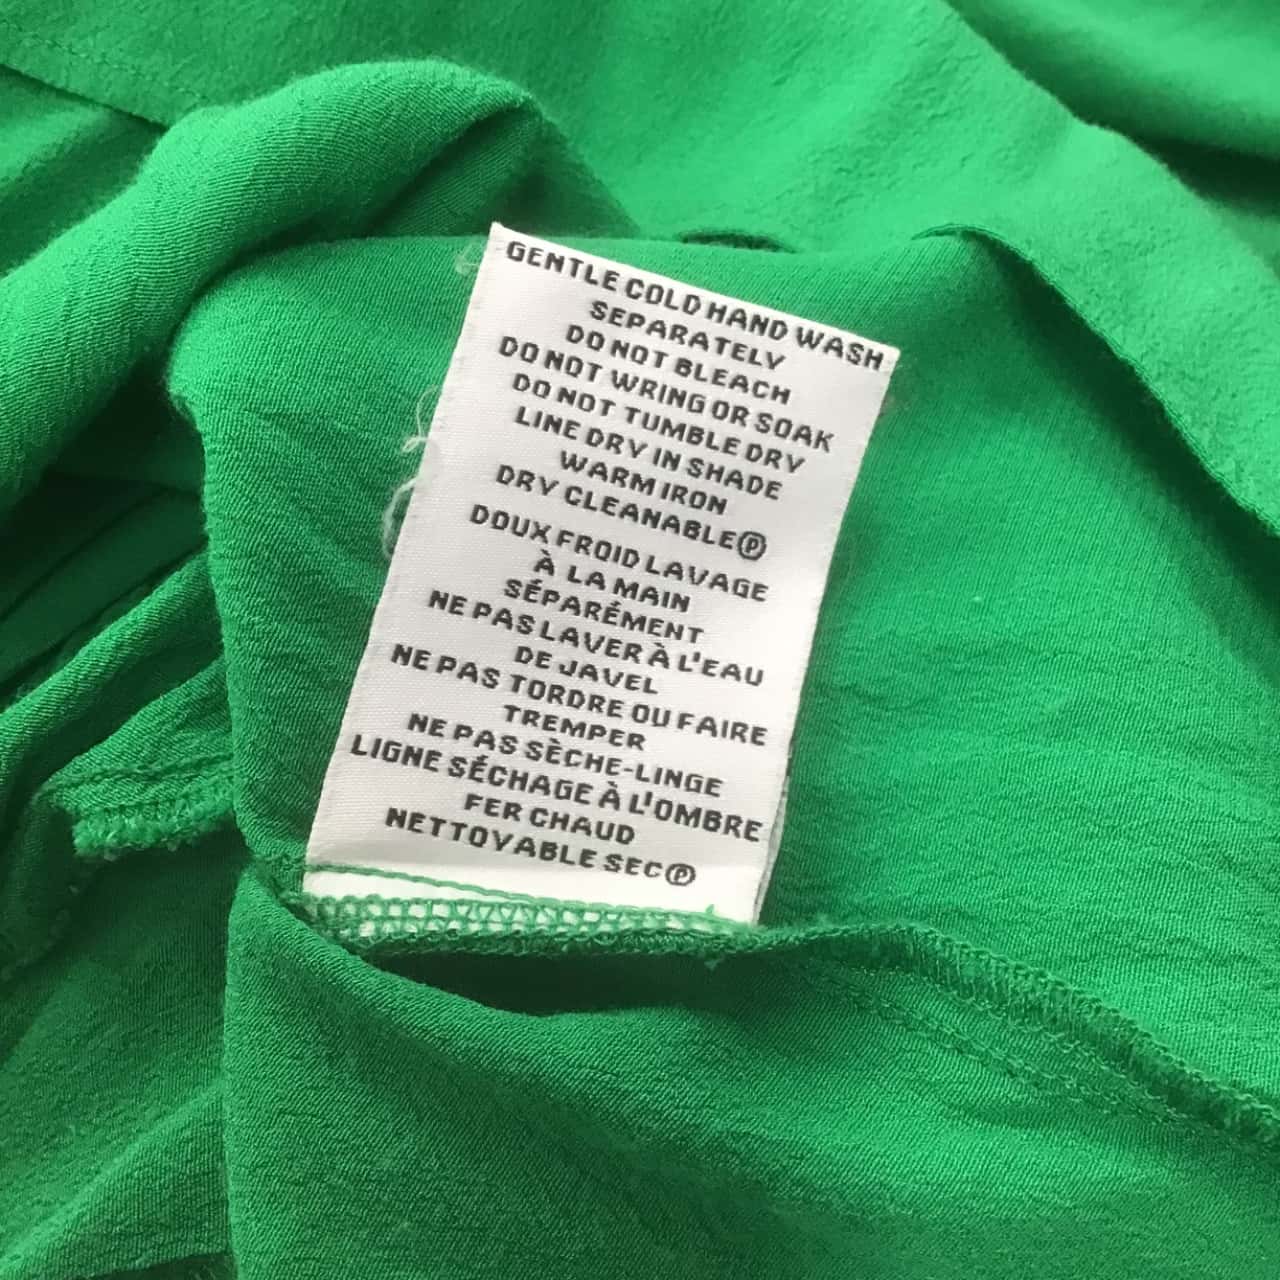 GENTLE COLD HAND WASH
SEPARATELY
DO NOT BLEACH
DO NOT WRING OR SOAK
DO NOT TUMBLE DRY
LINE DRY IN SHADE
WARM IRON
DRY CLEANABLE Ⓟ
DOUX FROID LAVAGE
À LA MAIN
SÉPARÉMENT
NE PAS LAVER À L'EAU
DE JAVEL
NE PAS TORDRE OU FAIRE
TREMPER
NE PAS SÈCHE-LINGE
LIGNE SÉCHAGE À L'OMBRE
FER CHAUD
NETTOYABLE SEC Ⓟ